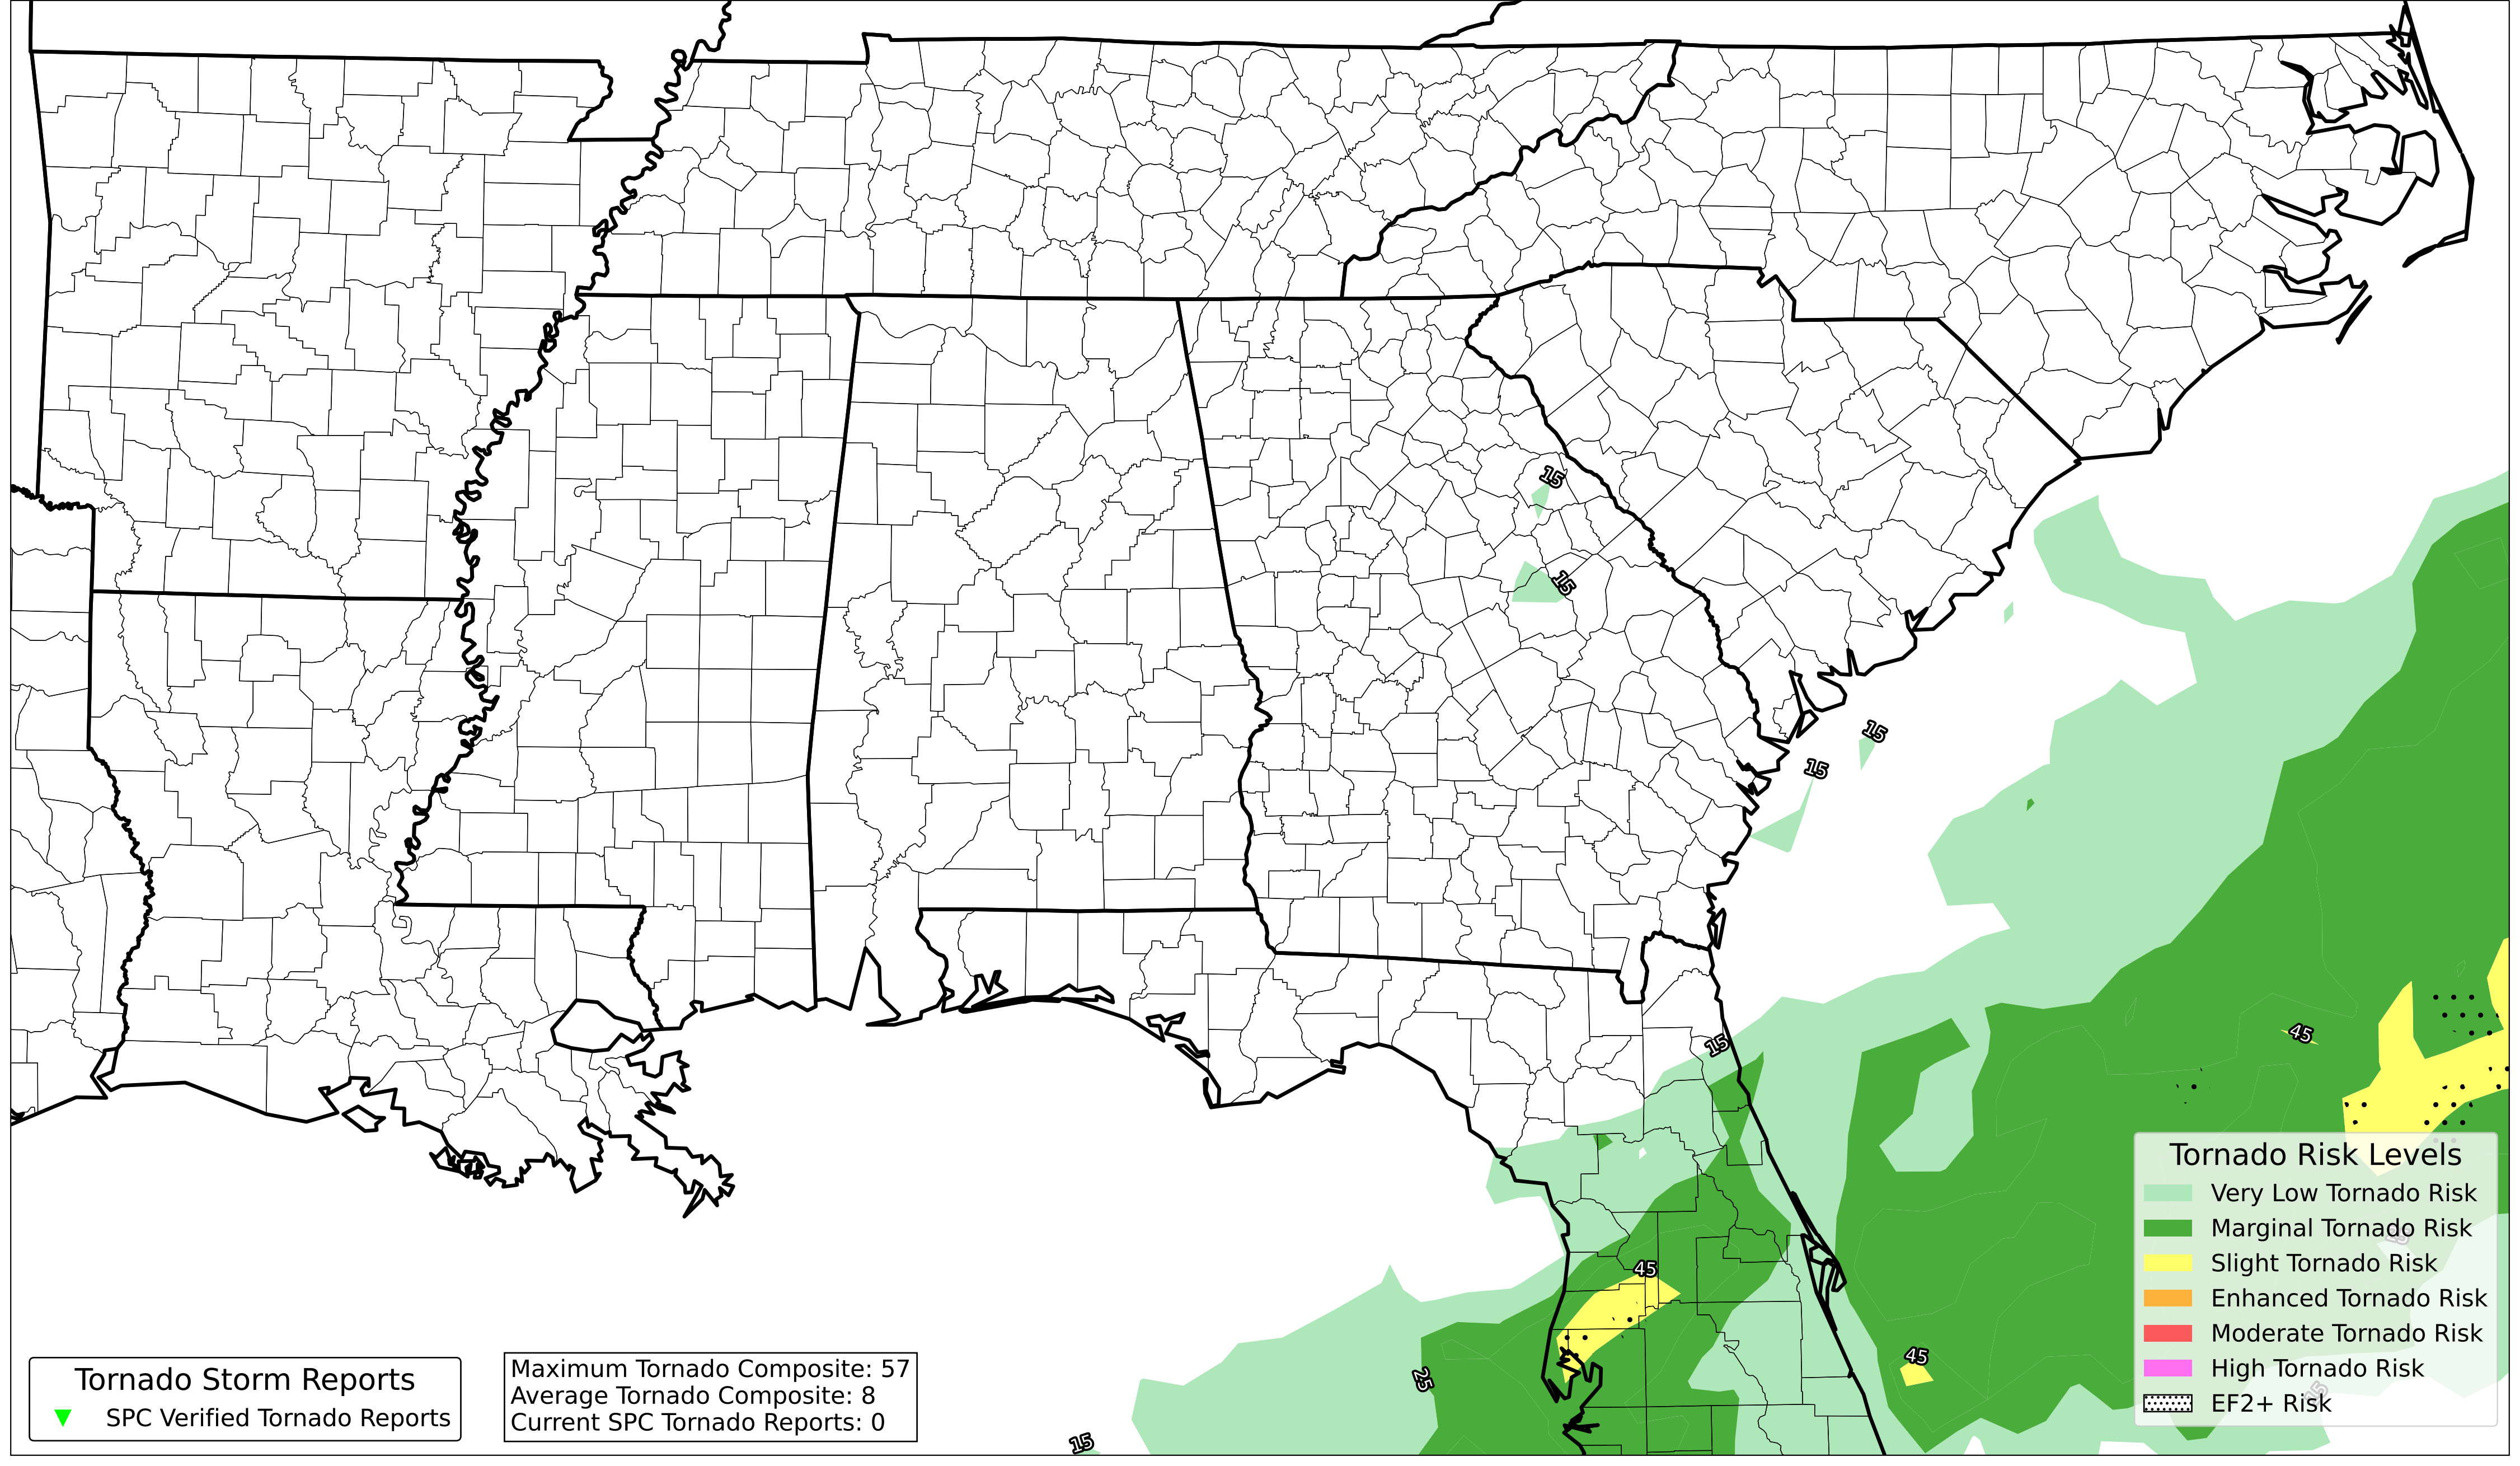 15
15
15
15
15
45
45
45
25
15
Tornado Risk Levels
Very Low Tornado Risk
Marginal Tornado Risk
Slight Tornado Risk
Enhanced Tornado Risk
Moderate Tornado Risk
High Tornado Risk
EF2+ Risk
Tornado Storm Reports
SPC Verified Tornado Reports
Maximum Tornado Composite: 57
Average Tornado Composite: 8
Current SPC Tornado Reports: 0